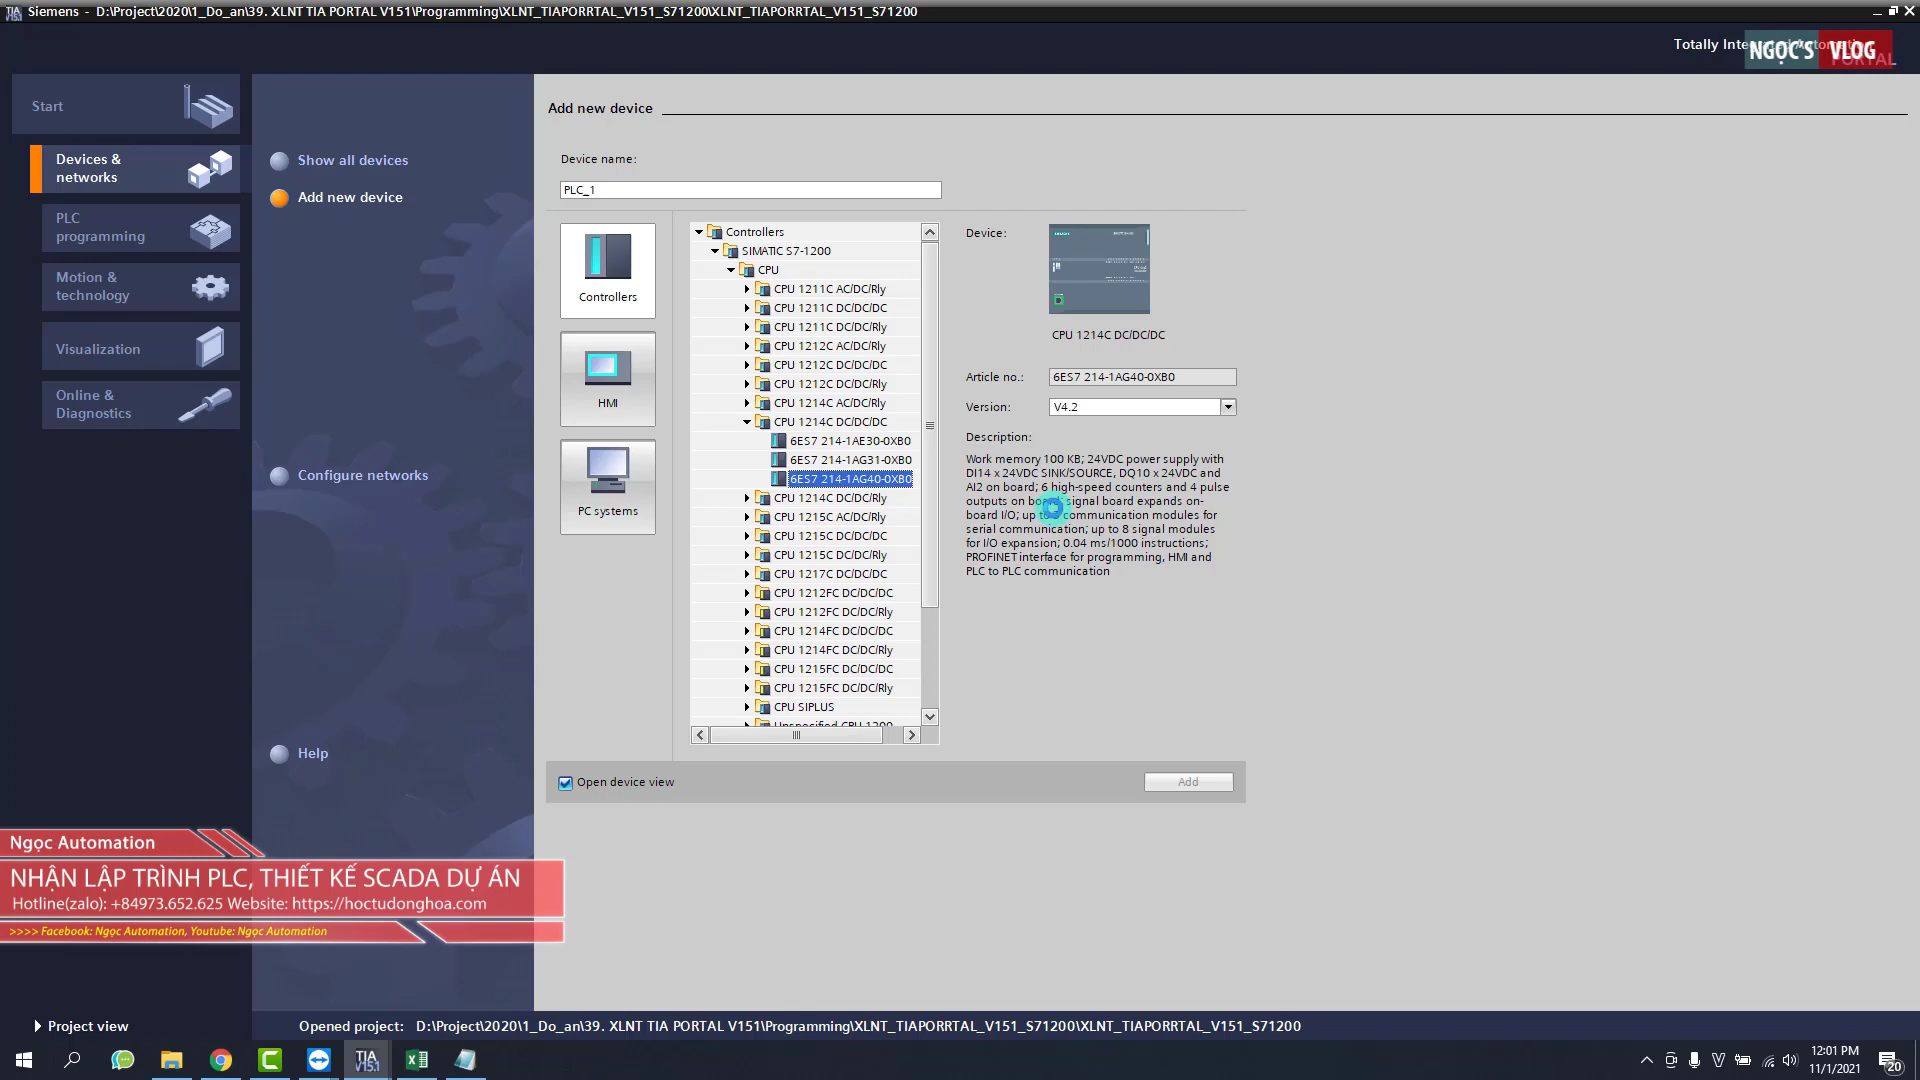 Siemens - D:\Project\2020\1_Do_an\39. XLNT TIA PORTAL V151\Programming\XLNT_TIAPORRTAL_V151_S71200\XLNT_TIAPORRTAL_V151_S71200
Totally Integrated Automation
PORTAL
NGỌC'S VLOG
Start
Devices &
networks
PLC
programming
Motion &
technology
Visualization
Online &
Diagnostics
Show all devices
Add new device
Configure networks
Help
Add new device
Device name:
PLC_1
Controllers
HMI
PC systems
Controllers
SIMATIC S7-1200
CPU
CPU 1211C AC/DC/Rly
CPU 1211C DC/DC/DC
CPU 1211C DC/DC/Rly
CPU 1212C AC/DC/Rly
CPU 1212C DC/DC/DC
CPU 1212C DC/DC/Rly
CPU 1214C AC/DC/Rly
CPU 1214C DC/DC/DC
6ES7 214-1AE30-0XB0
6ES7 214-1AG31-0XB0
6ES7 214-1AG40-0XB0
CPU 1214C DC/DC/Rly
CPU 1215C AC/DC/Rly
CPU 1215C DC/DC/DC
CPU 1215C DC/DC/Rly
CPU 1217C DC/DC/DC
CPU 1212FC DC/DC/DC
CPU 1212FC DC/DC/Rly
CPU 1214FC DC/DC/DC
CPU 1214FC DC/DC/Rly
CPU 1215FC DC/DC/DC
CPU 1215FC DC/DC/Rly
CPU SIPLUS
Unspecified CPU 1200
Device:
CPU 1214C DC/DC/DC
Article no.:
6ES7 214-1AG40-0XB0
Version:
V4.2
Description:
Work memory 100 KB; 24VDC power supply with
DI14 x 24VDC SINK/SOURCE, DQ10 x 24VDC and
AI2 on board; 6 high-speed counters and 4 pulse
outputs on board; signal board expands on-
board I/O; up to communication modules for
serial communication; up to 8 signal modules
for I/O expansion; 0.04 ms/1000 instructions;
PROFINET interface for programming, HMI and
PLC to PLC communication
Open device view
Add
Ngọc Automation
NHẬN LẬP TRÌNH PLC, THIẾT KẾ SCADA DỰ ÁN
Hotline(zalo): +84973.652.625 Website: https://hoctudonghoa.com
>>>> Facebook: Ngọc Automation, Youtube: Ngọc Automation
Project view
Opened project: D:\Project\2020\1_Do_an\39. XLNT TIA PORTAL V151\Programming\XLNT_TIAPORRTAL_V151_S71200\XLNT_TIAPORRTAL_V151_S71200
TIA
V15.1
12:01 PM
11/1/2021
20